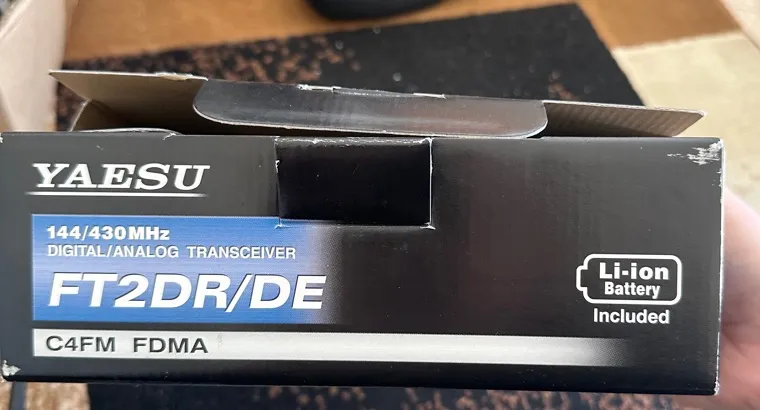 YAESU
144/430MHz
DIGITAL/ANALOG TRANSCEIVER
FT2DR/DE
C4FM FDMA
Li-ion
Battery
Included